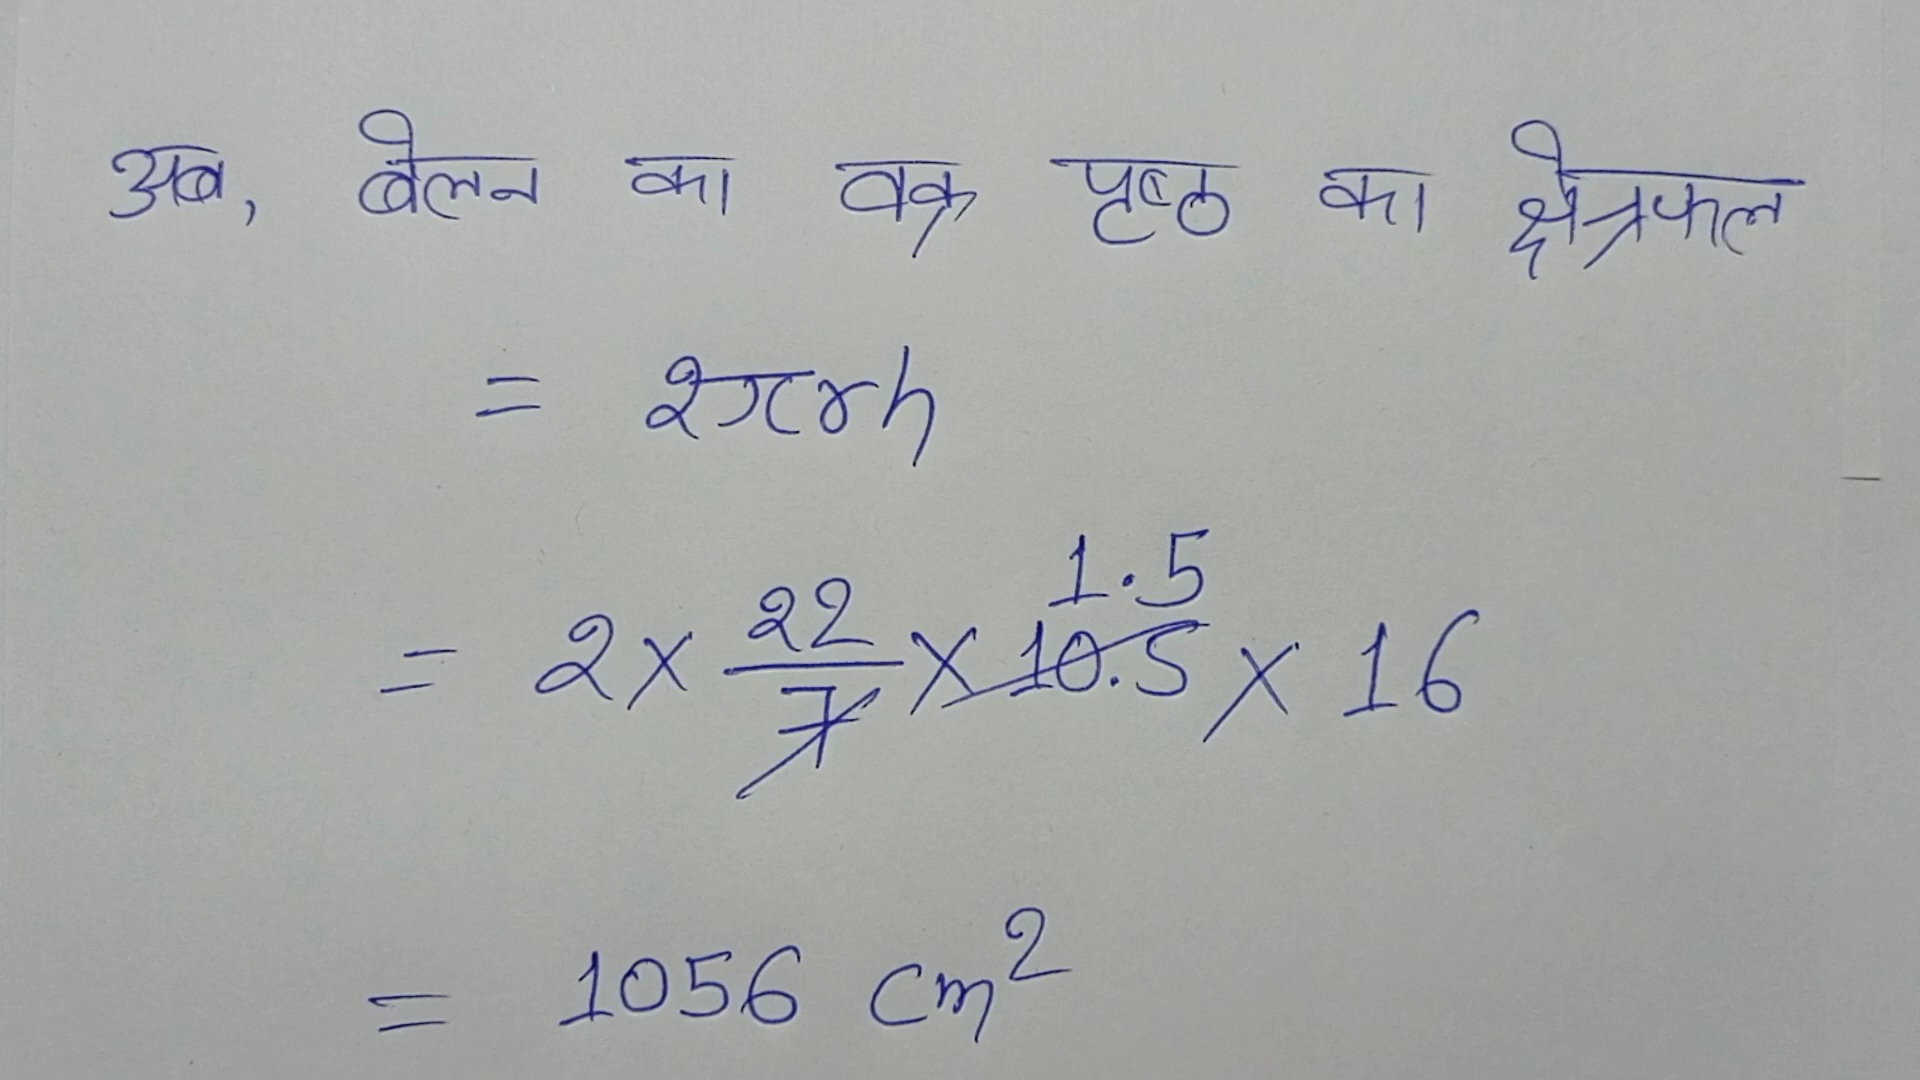 अब, बेलन का वक्र पृष्ठ का क्षेत्रफल
= 2πrh
1.5
= 2 × 22/7 × 10.5 × 16
= 1056 cm²